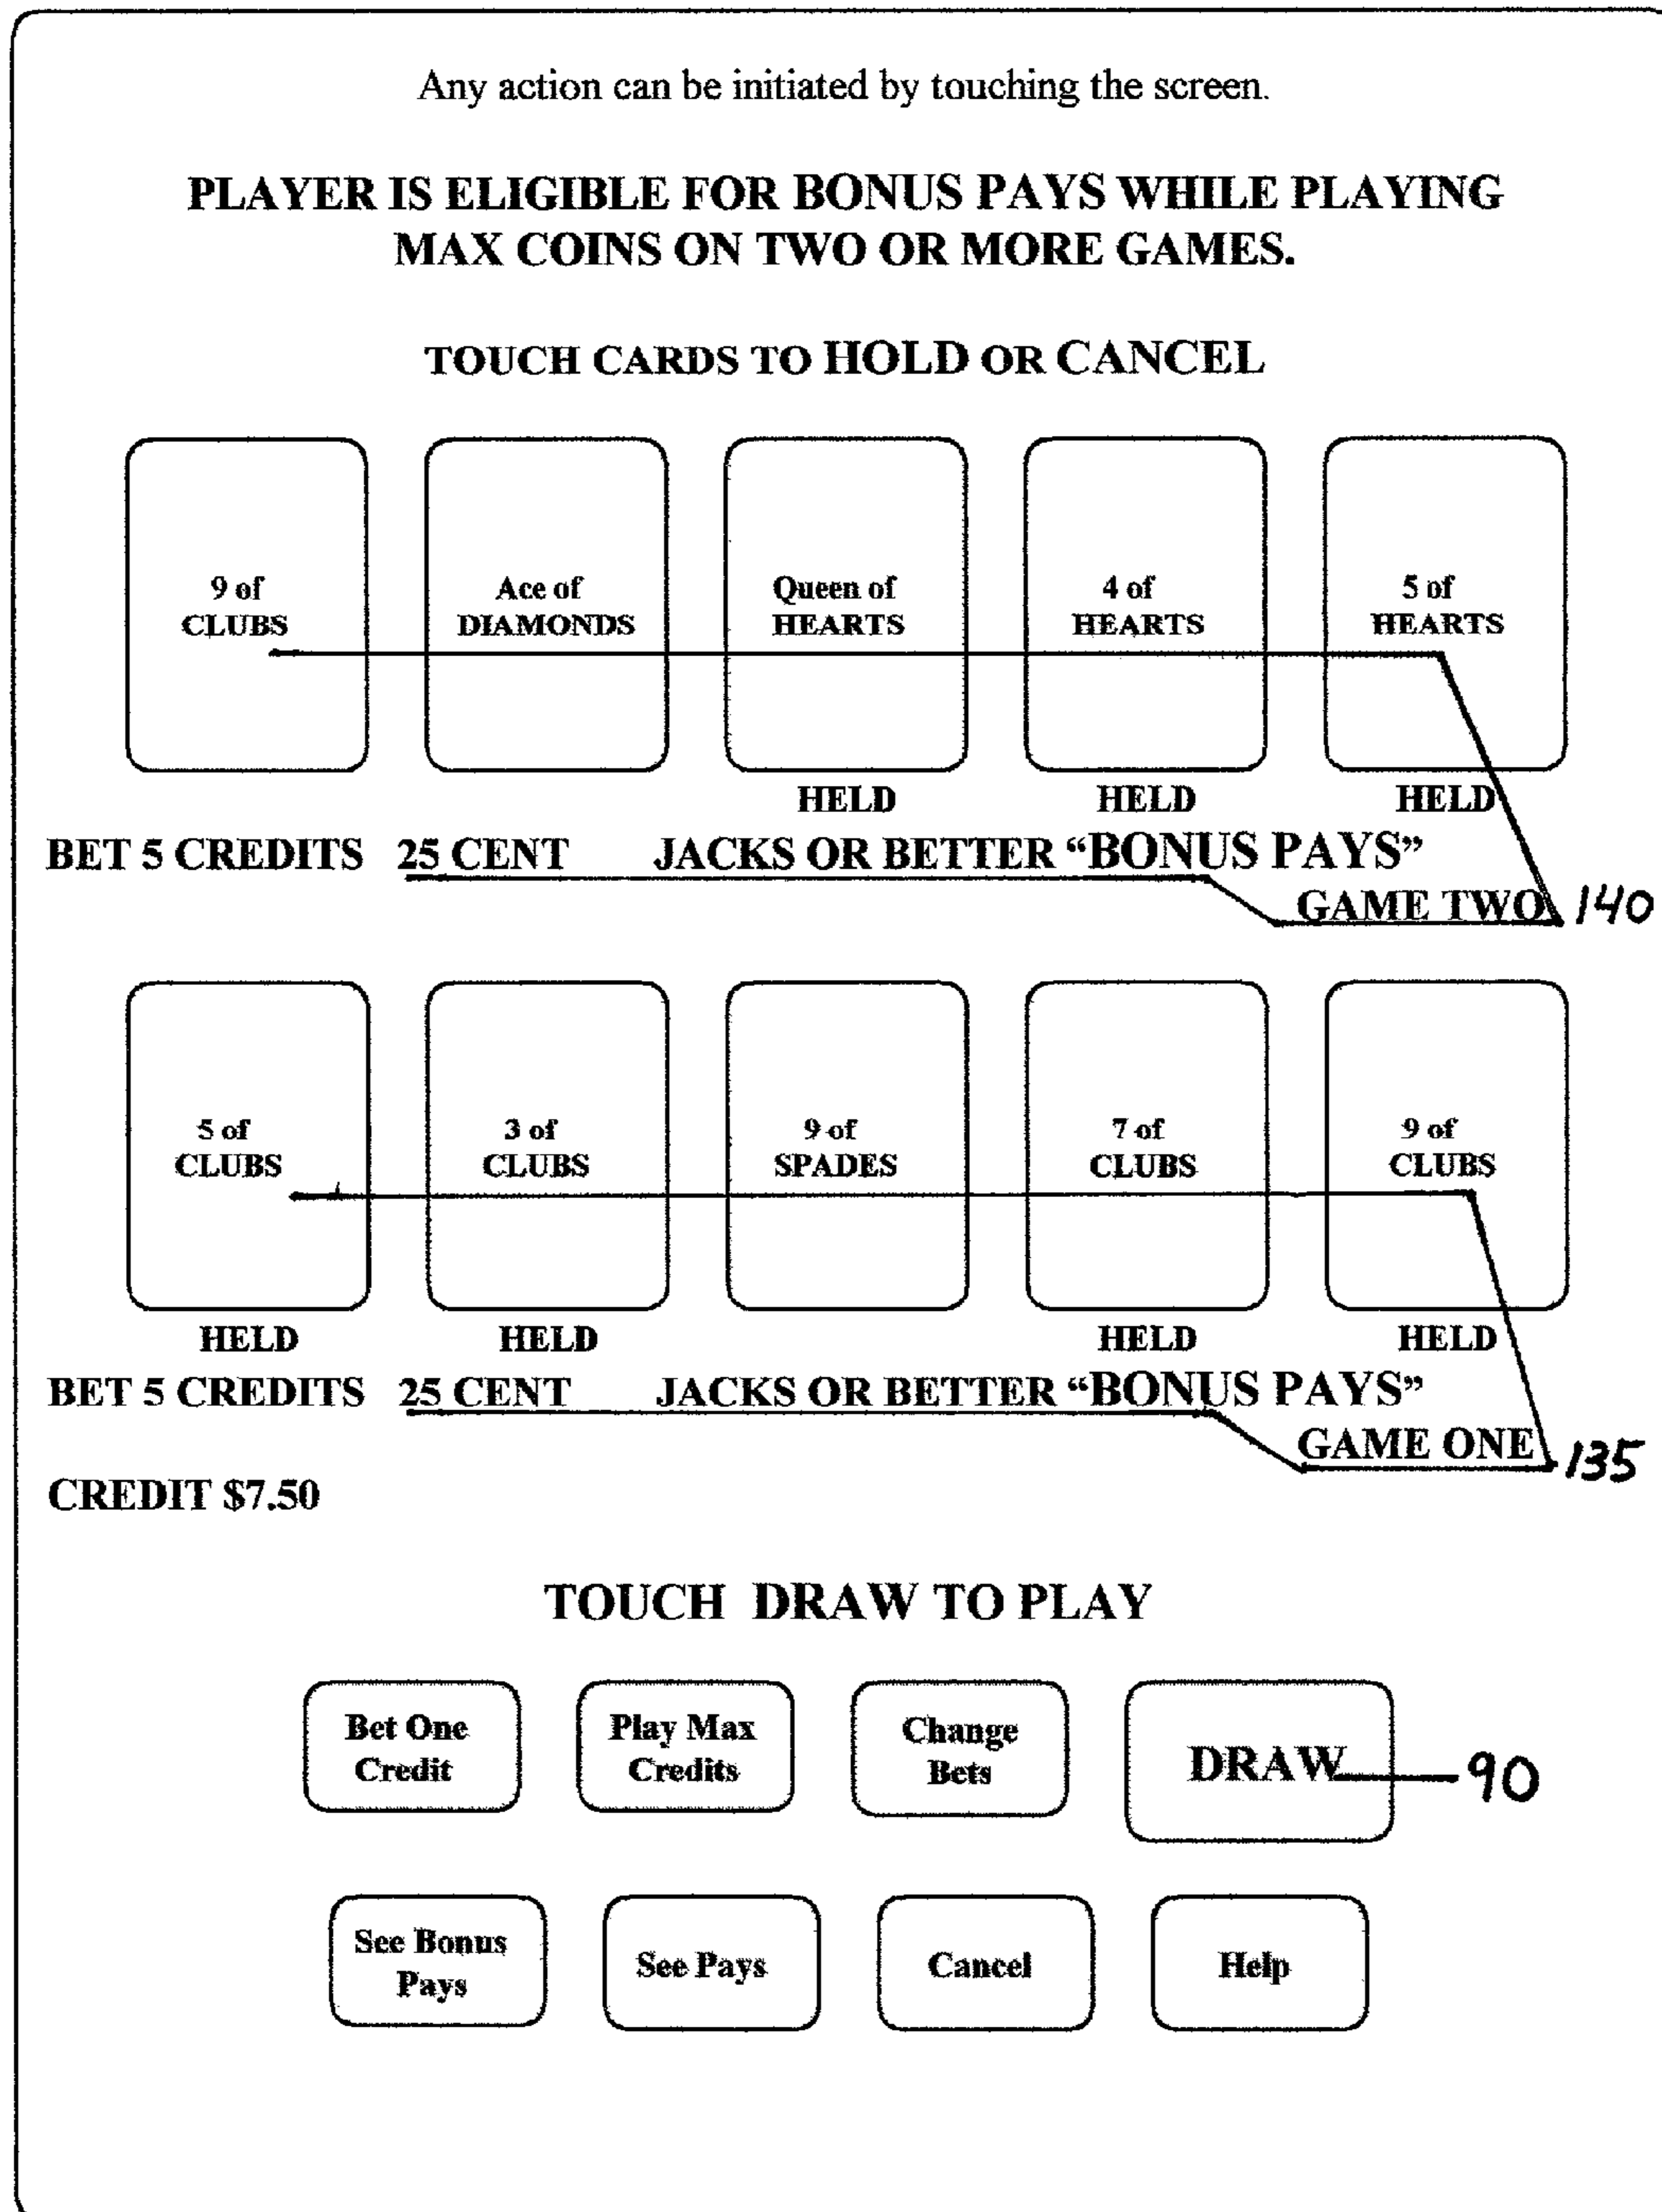 Any action can be initiated by touching the screen.
PLAYER IS ELIGIBLE FOR BONUS PAYS WHILE PLAYING
MAX COINS ON TWO OR MORE GAMES.
TOUCH CARDS TO HOLD OR CANCEL
9 of
CLUBS
Ace of
DIAMONDS
Queen of
HEARTS
4 of
HEARTS
5 of
HEARTS
HELD
HELD
HELD
BET 5 CREDITS 25 CENT JACKS OR BETTER “BONUS PAYS”
GAME TWO 140
5 of
CLUBS
3 of
CLUBS
9 of
SPADES
7 of
CLUBS
9 of
CLUBS
HELD
HELD
HELD
HELD
BET 5 CREDITS 25 CENT JACKS OR BETTER “BONUS PAYS”
GAME ONE 135
CREDIT $7.50
TOUCH DRAW TO PLAY
Bet One
Credit
Play Max
Credits
Change
Bets
DRAW 90
See Bonus
Pays
See Pays
Cancel
Help